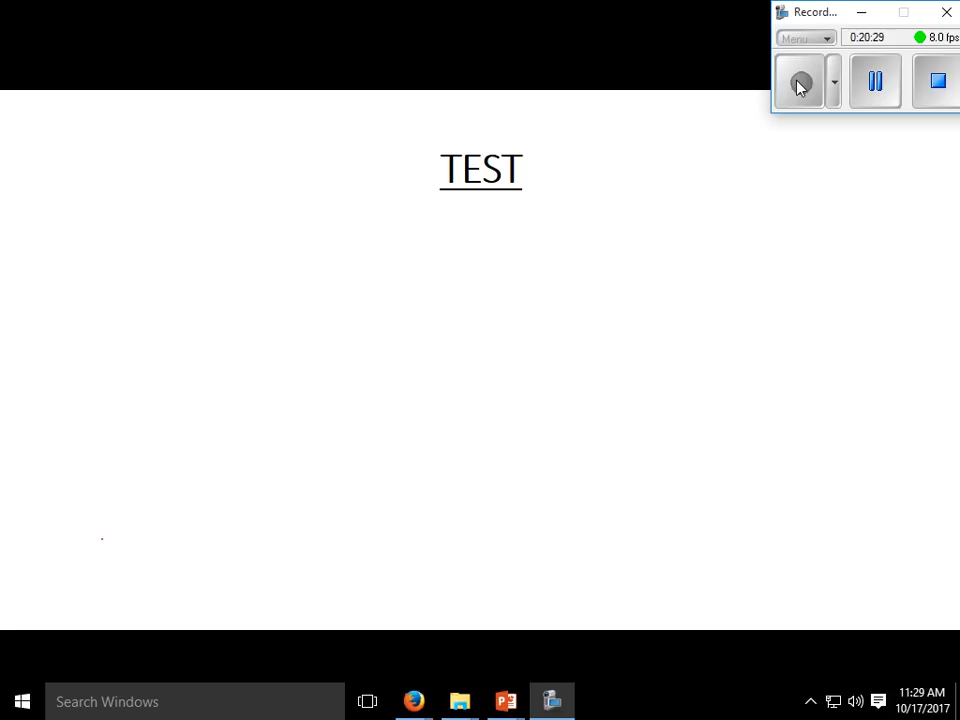 Record...
Menu
0:20:29
8.0 fps
TEST
Search Windows
11:29 AM
10/17/2017